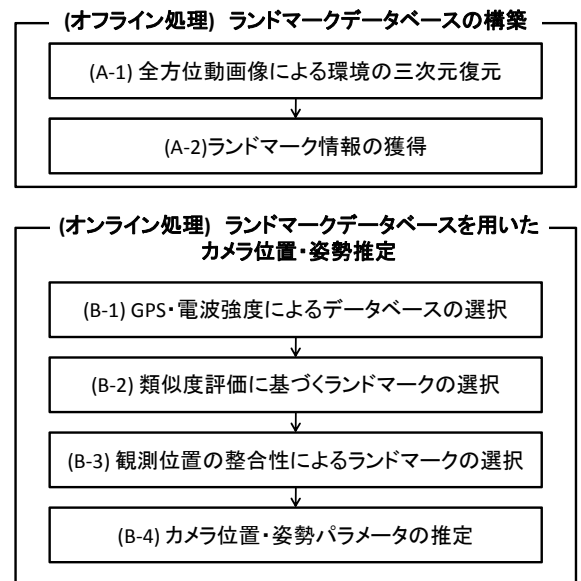 (オフライン処理) ランドマークデータベースの構築
(A-1) 全方位動画像による環境の三次元復元
(A-2)ランドマーク情報の獲得
(オンライン処理) ランドマークデータベースを用いた
カメラ位置・姿勢推定
(B-1) GPS・電波強度によるデータベースの選択
(B-2) 類似度評価に基づくランドマークの選択
(B-3) 観測位置の整合性によるランドマークの選択
(B-4) カメラ位置・姿勢パラメータの推定